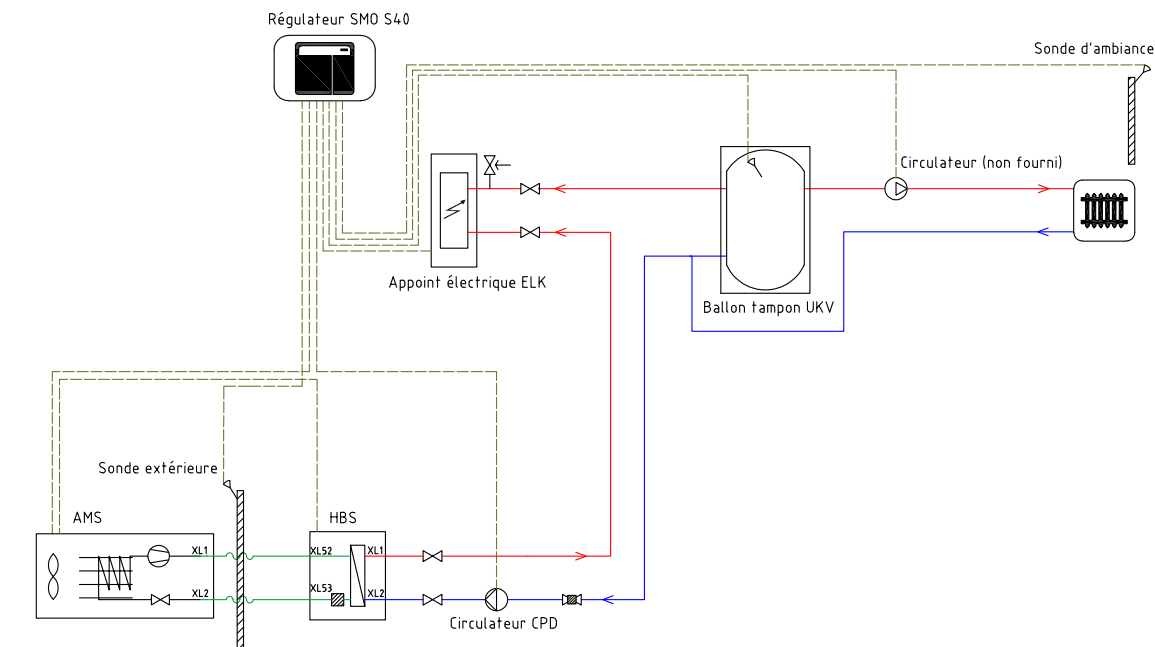 Régulateur SMO S40
Sonde d'ambiance
Circulateur (non fourni)
Appoint électrique ELK
Ballon tampon UKV
Sonde extérieure
AMS
HBS
XL1
XL52
XL1
XL2
XL53
XL2
Circulateur CPD